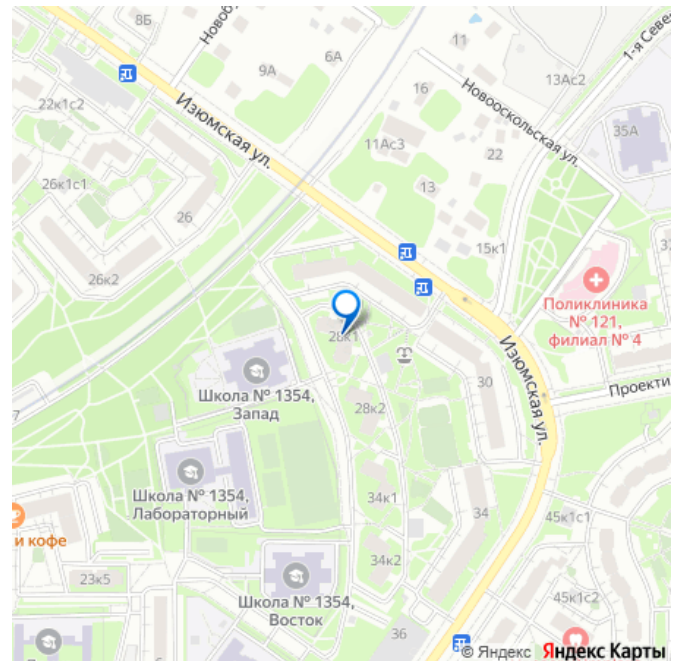 8Б
Новоб
11
9А
6А
1-я Севе
13Ас2
16
Новооскольская ул.
22к1с2
Изюмская ул.
35А
11Ас3
22
26к1с1
13
26
15к1
26к2
Поликлиника
№ 121,
филиал № 4
28к1
Изюмская ул.
30
Школа № 1354,
Запад
Проекти
28к2
7
Школа № 1354,
Лабораторный
34к1
34
45к1с1
и кофе
34к2
23к5
45к1с2
Школа № 1354,
Восток
36
© Яндекс Яндекс Карты